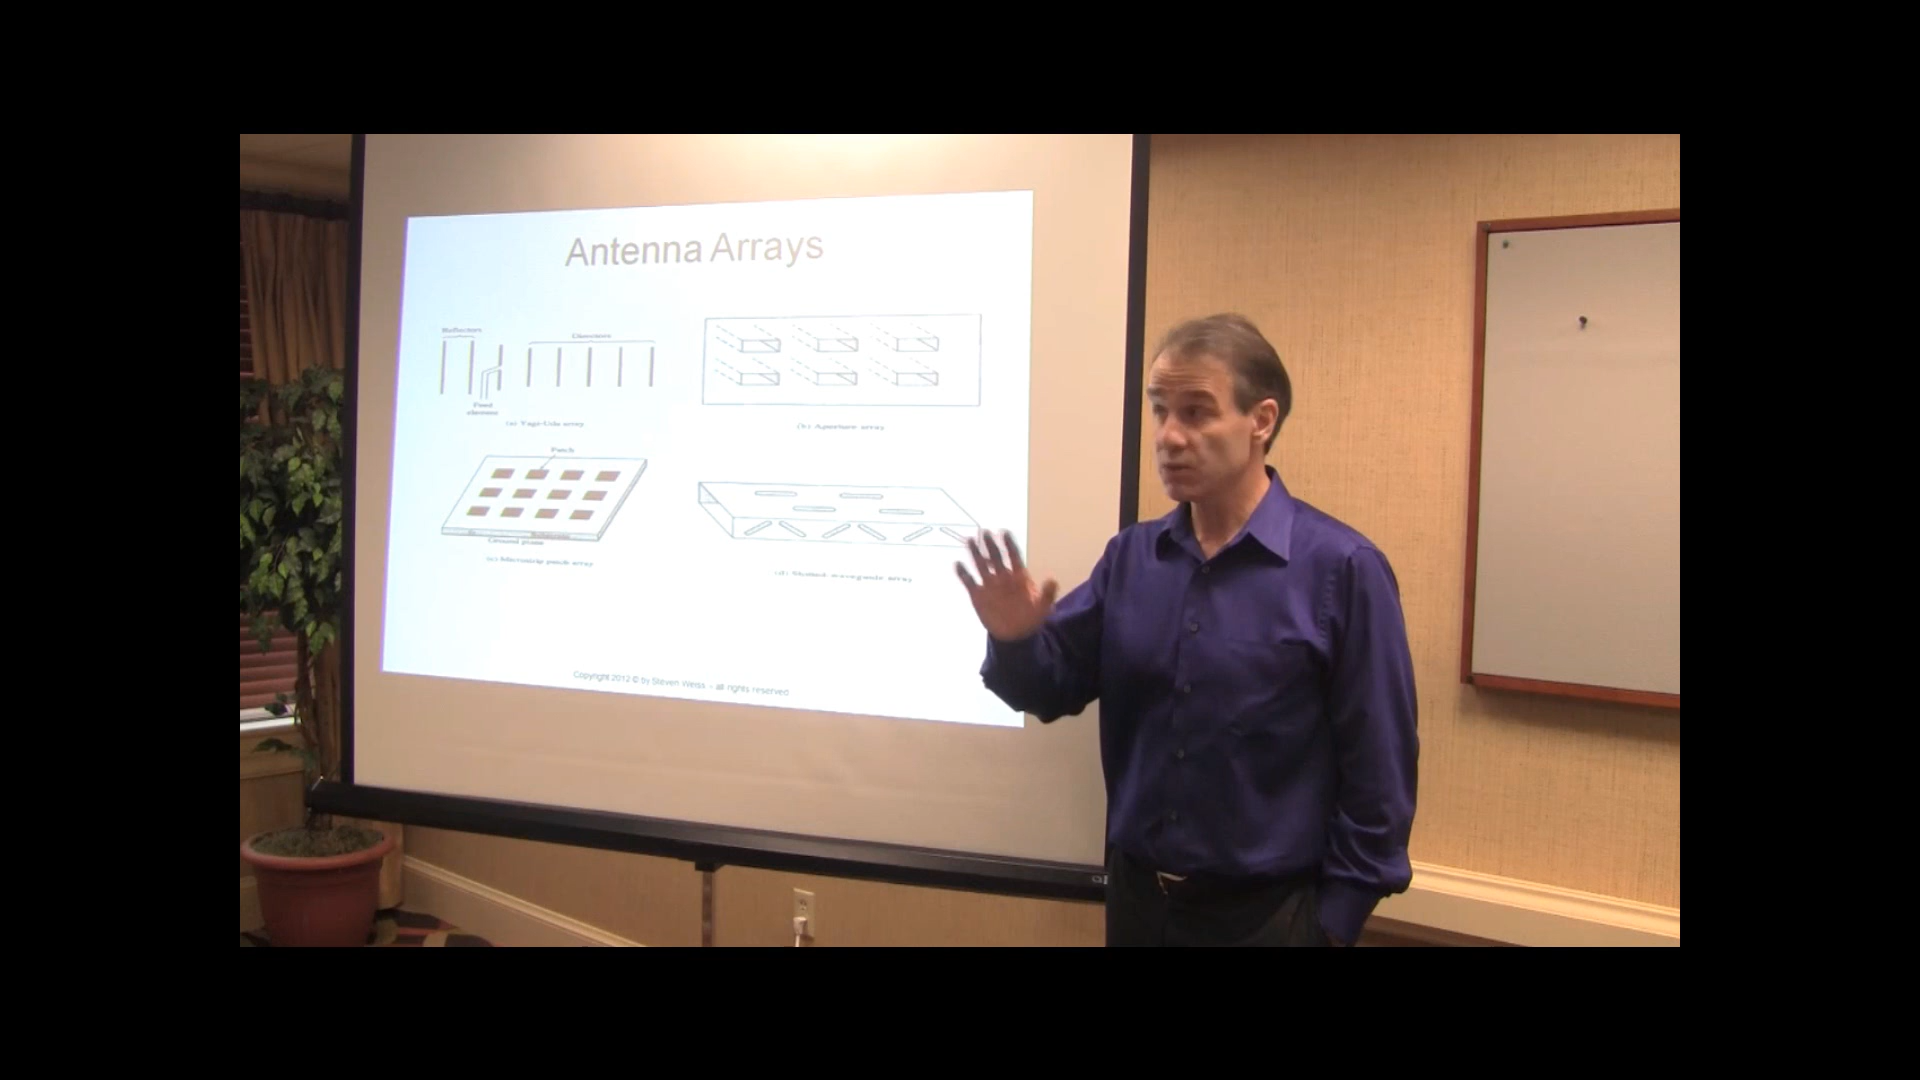 Antenna Arrays
Reflectors
Directors
Feed
element
(a) Yagi-Uda array
(b) Aperture array
Patch
Ground plane
(c) Microstrip patch array
(d) Slotted-waveguide array
Copyright 2012 © by Steven Weiss – all rights reserved